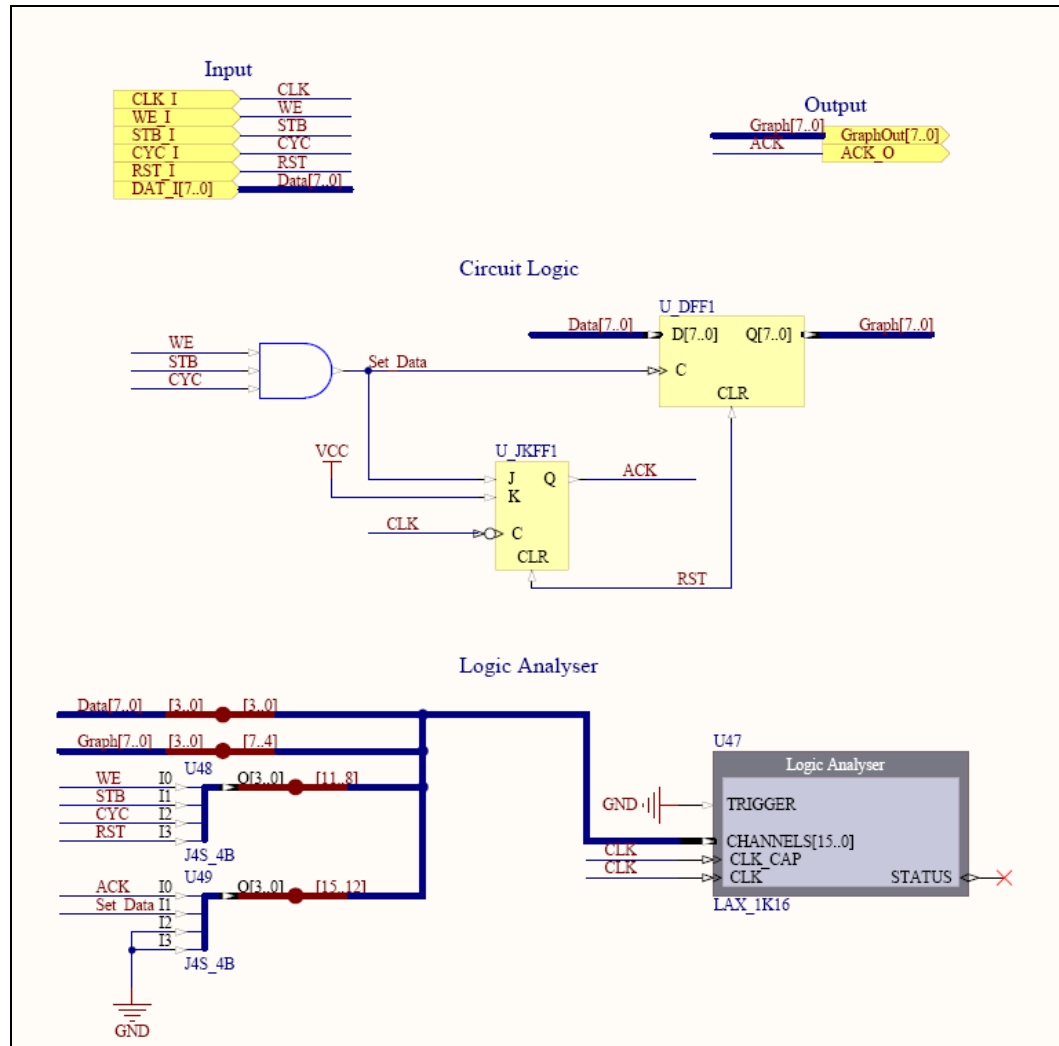 Input
CLK_I CLK
WE_I WE
STB_I STB
CYC_I CYC
RST_I RST
DAT_I[7..0] Data[7..0]
Output
Graph[7..0] GraphOut[7..0]
ACK ACK_O
Circuit Logic
U_DFF1
Data[7..0] D[7..0] Q[7..0] Graph[7..0]
WE
STB
CYC
Set_Data
C
CLR
U_JKFF1
VCC
J Q ACK
K
CLK C
CLR
RST
Logic Analyser
Data[7..0] [3..0] [3..0]
Graph[7..0] [3..0] [7..4]
U48
WE I0 O[3..0] [11..8]
STB I1
CYC I2
RST I3
J4S_4B
U49
ACK I0 O[3..0] [15..12]
Set_Data I1
I2
I3
J4S_4B
GND
U47
Logic Analyser
GND TRIGGER
CHANNELS[15..0]
CLK CLK_CAP
CLK CLK STATUS
LAX_1K16